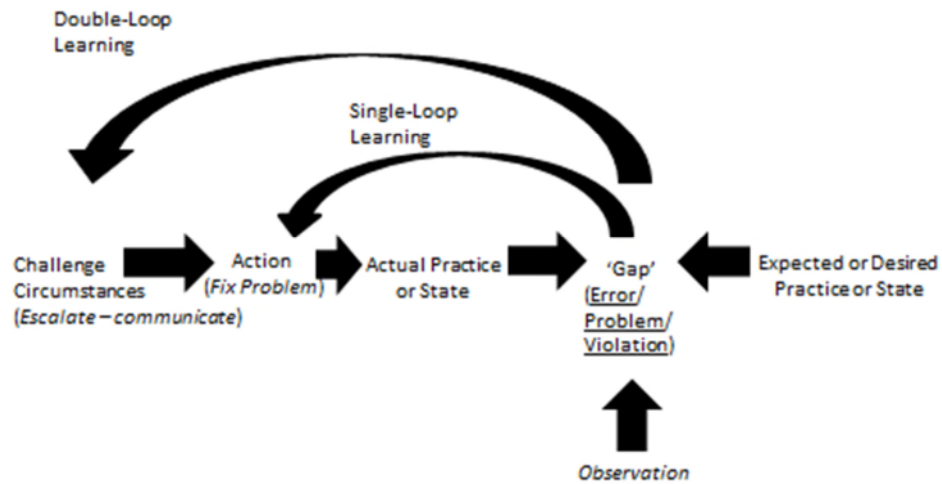 Double-Loop
Learning
Single-Loop
Learning
Challenge
Circumstances
(Escalate – communicate)
Action
(Fix Problem)
Actual Practice
or State
‘Gap’
(Error/
Problem/
Violation)
Expected or Desired
Practice or State
Observation